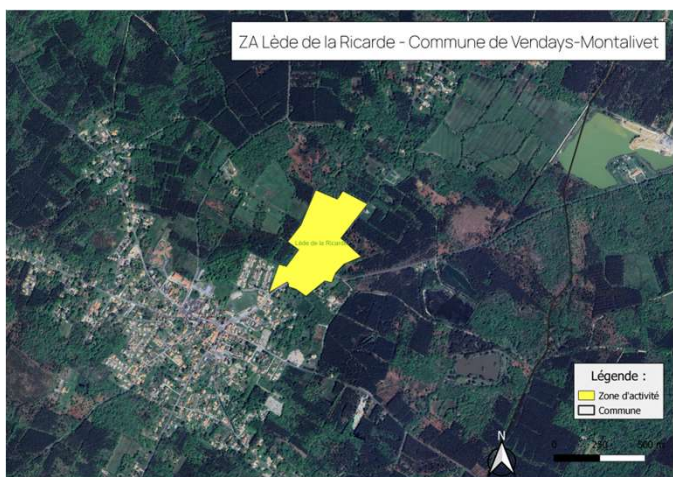 ZA Lède de la Ricarde - Commune de Vendays-Montalivet
Lède de la Ricarde
Légende :
Zone d'activité
Commune
N
0 250 500 m